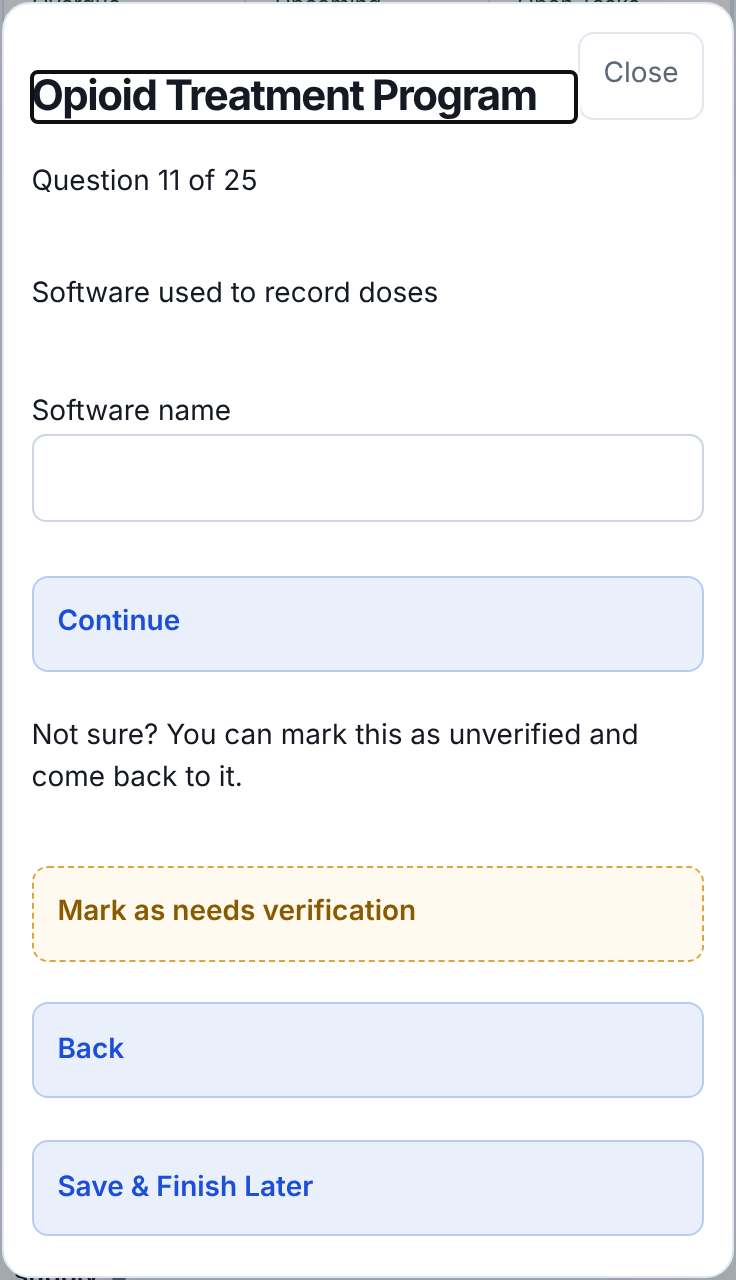 Opioid Treatment Program
Close
Question 11 of 25
Software used to record doses
Software name
Continue
Not sure? You can mark this as unverified and
come back to it.
Mark as needs verification
Back
Save & Finish Later